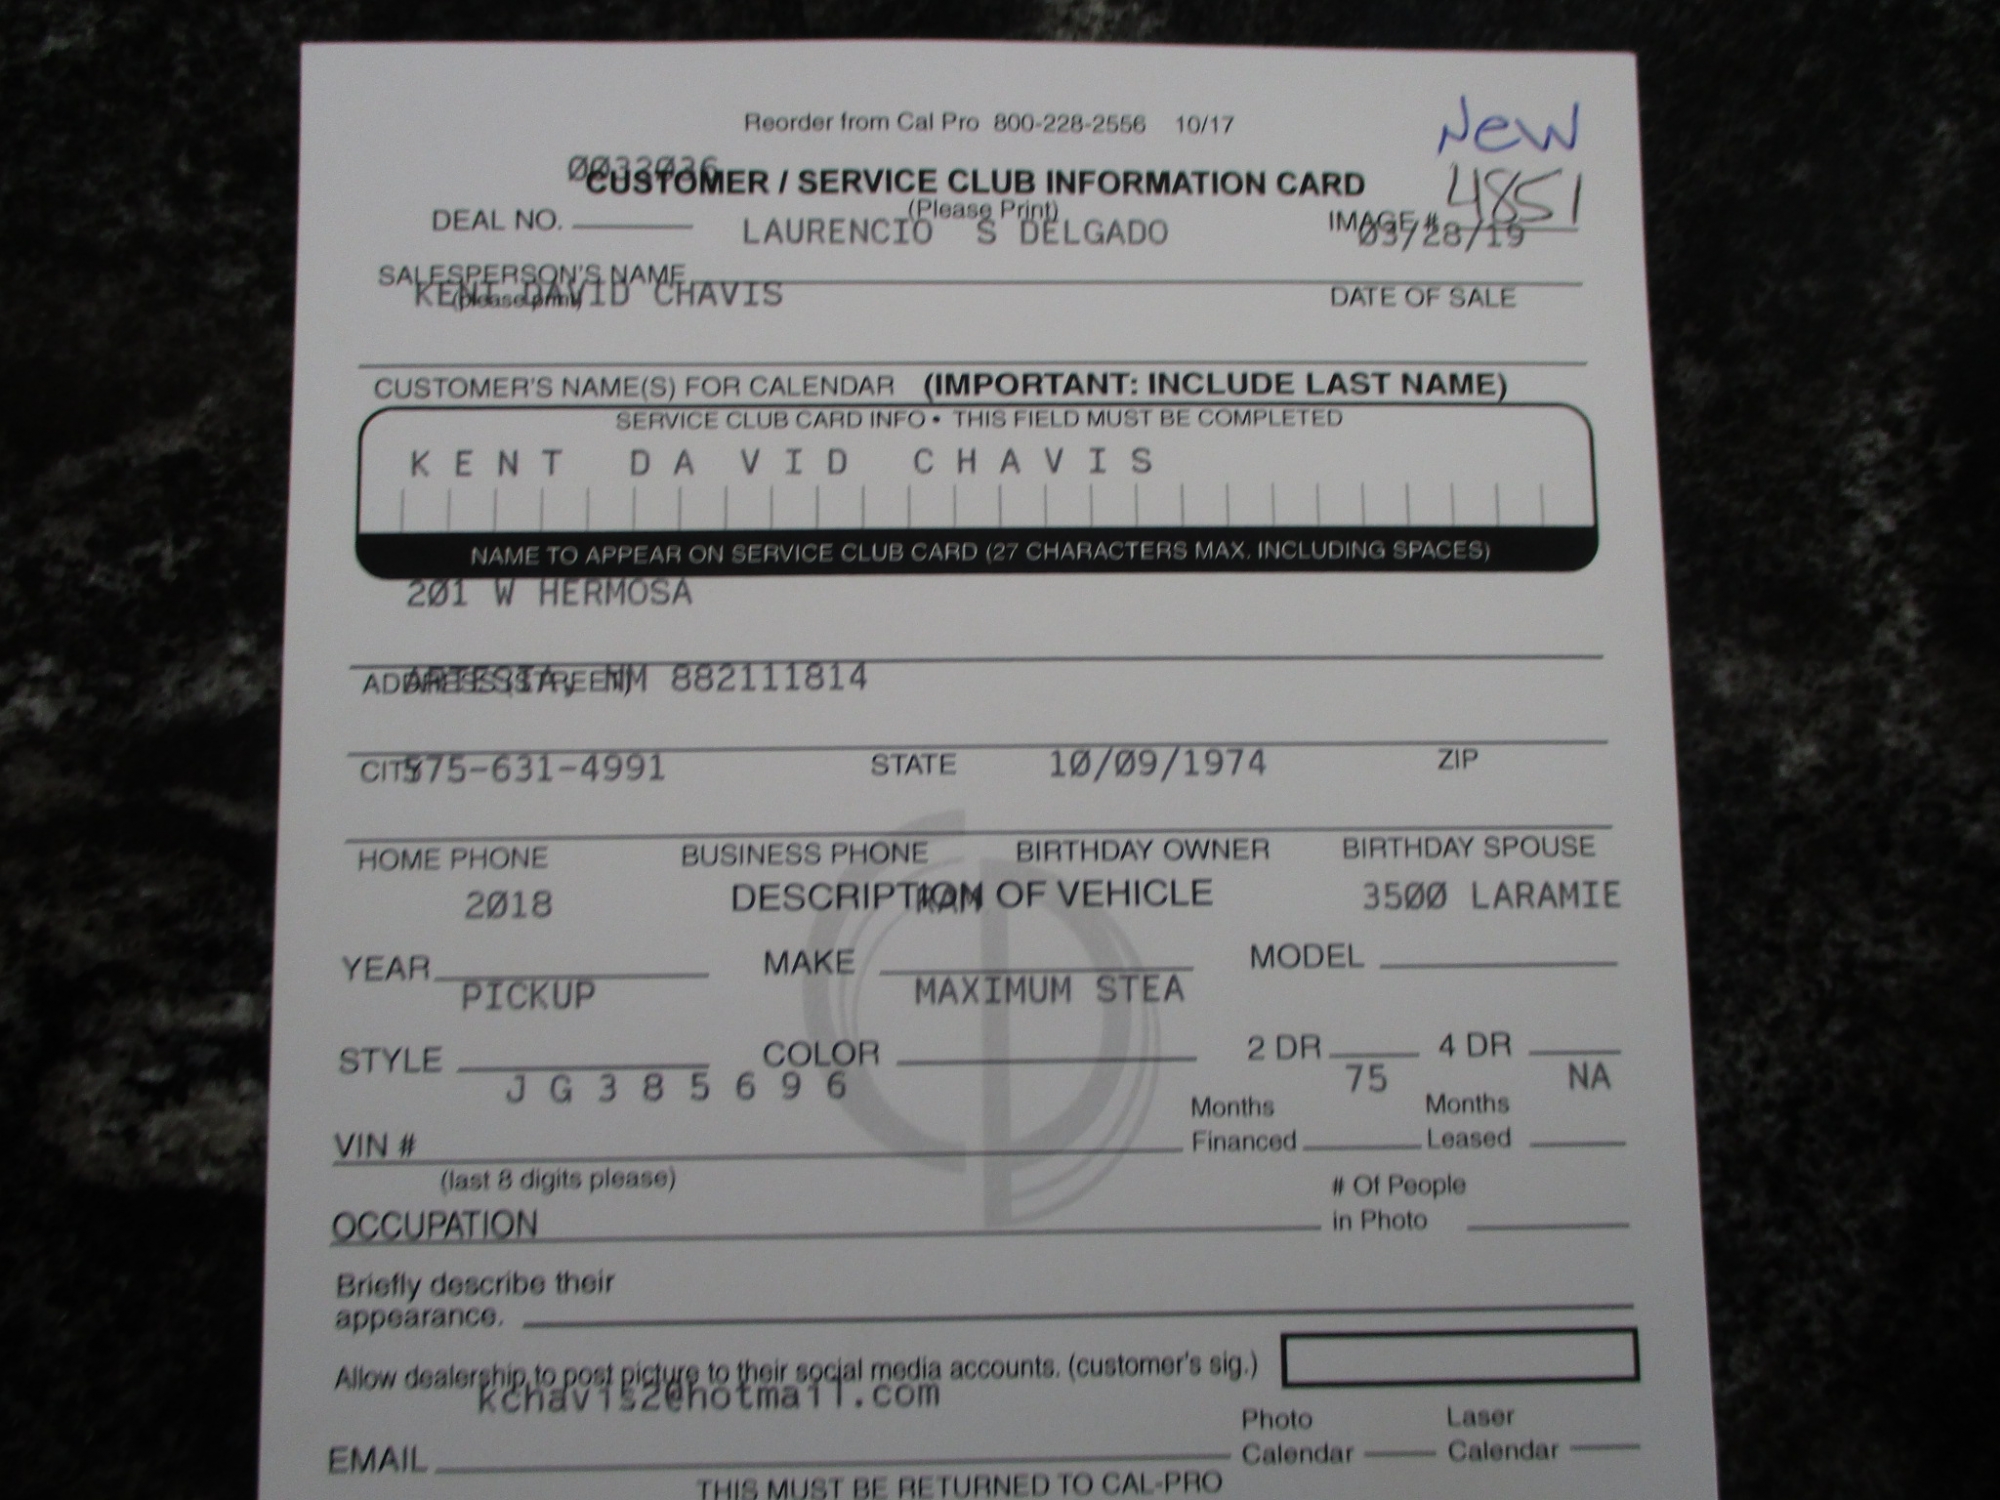 Reorder from Cal Pro 800-228-2556 10/17
New
0033036
CUSTOMER / SERVICE CLUB INFORMATION CARD
4851
(Please Print)
DEAL NO. LAURENCIO S DELGADO IMAGE # 03/28/19
SALESPERSON'S NAME
KENT DAVID CHAVIS
(please print)
DATE OF SALE
CUSTOMER'S NAME(S) FOR CALENDAR (IMPORTANT: INCLUDE LAST NAME)
SERVICE CLUB CARD INFO • THIS FIELD MUST BE COMPLETED
KENT DAVID CHAVIS
NAME TO APPEAR ON SERVICE CLUB CARD (27 CHARACTERS MAX. INCLUDING SPACES)
201 W HERMOSA
ADDRESS (STREET)
ARTESIA, NM 882111814
CITY 575-631-4991 STATE 10/09/1974 ZIP
HOME PHONE BUSINESS PHONE BIRTHDAY OWNER BIRTHDAY SPOUSE
2018 DESCRIPTION OF VEHICLE RAM 3500 LARAMIE
YEAR MAKE MODEL
PICKUP MAXIMUM STEA
STYLE COLOR 2 DR 4 DR
JG385696 75 NA
Months Months
VIN # Financed Leased
(last 8 digits please)
# Of People
OCCUPATION in Photo
Briefly describe their
appearance.
Allow dealership to post picture to their social media accounts. (customer's sig.)
kchavis2@hotmail.com
Photo Laser
EMAIL Calendar Calendar
THIS MUST BE RETURNED TO CAL-PRO